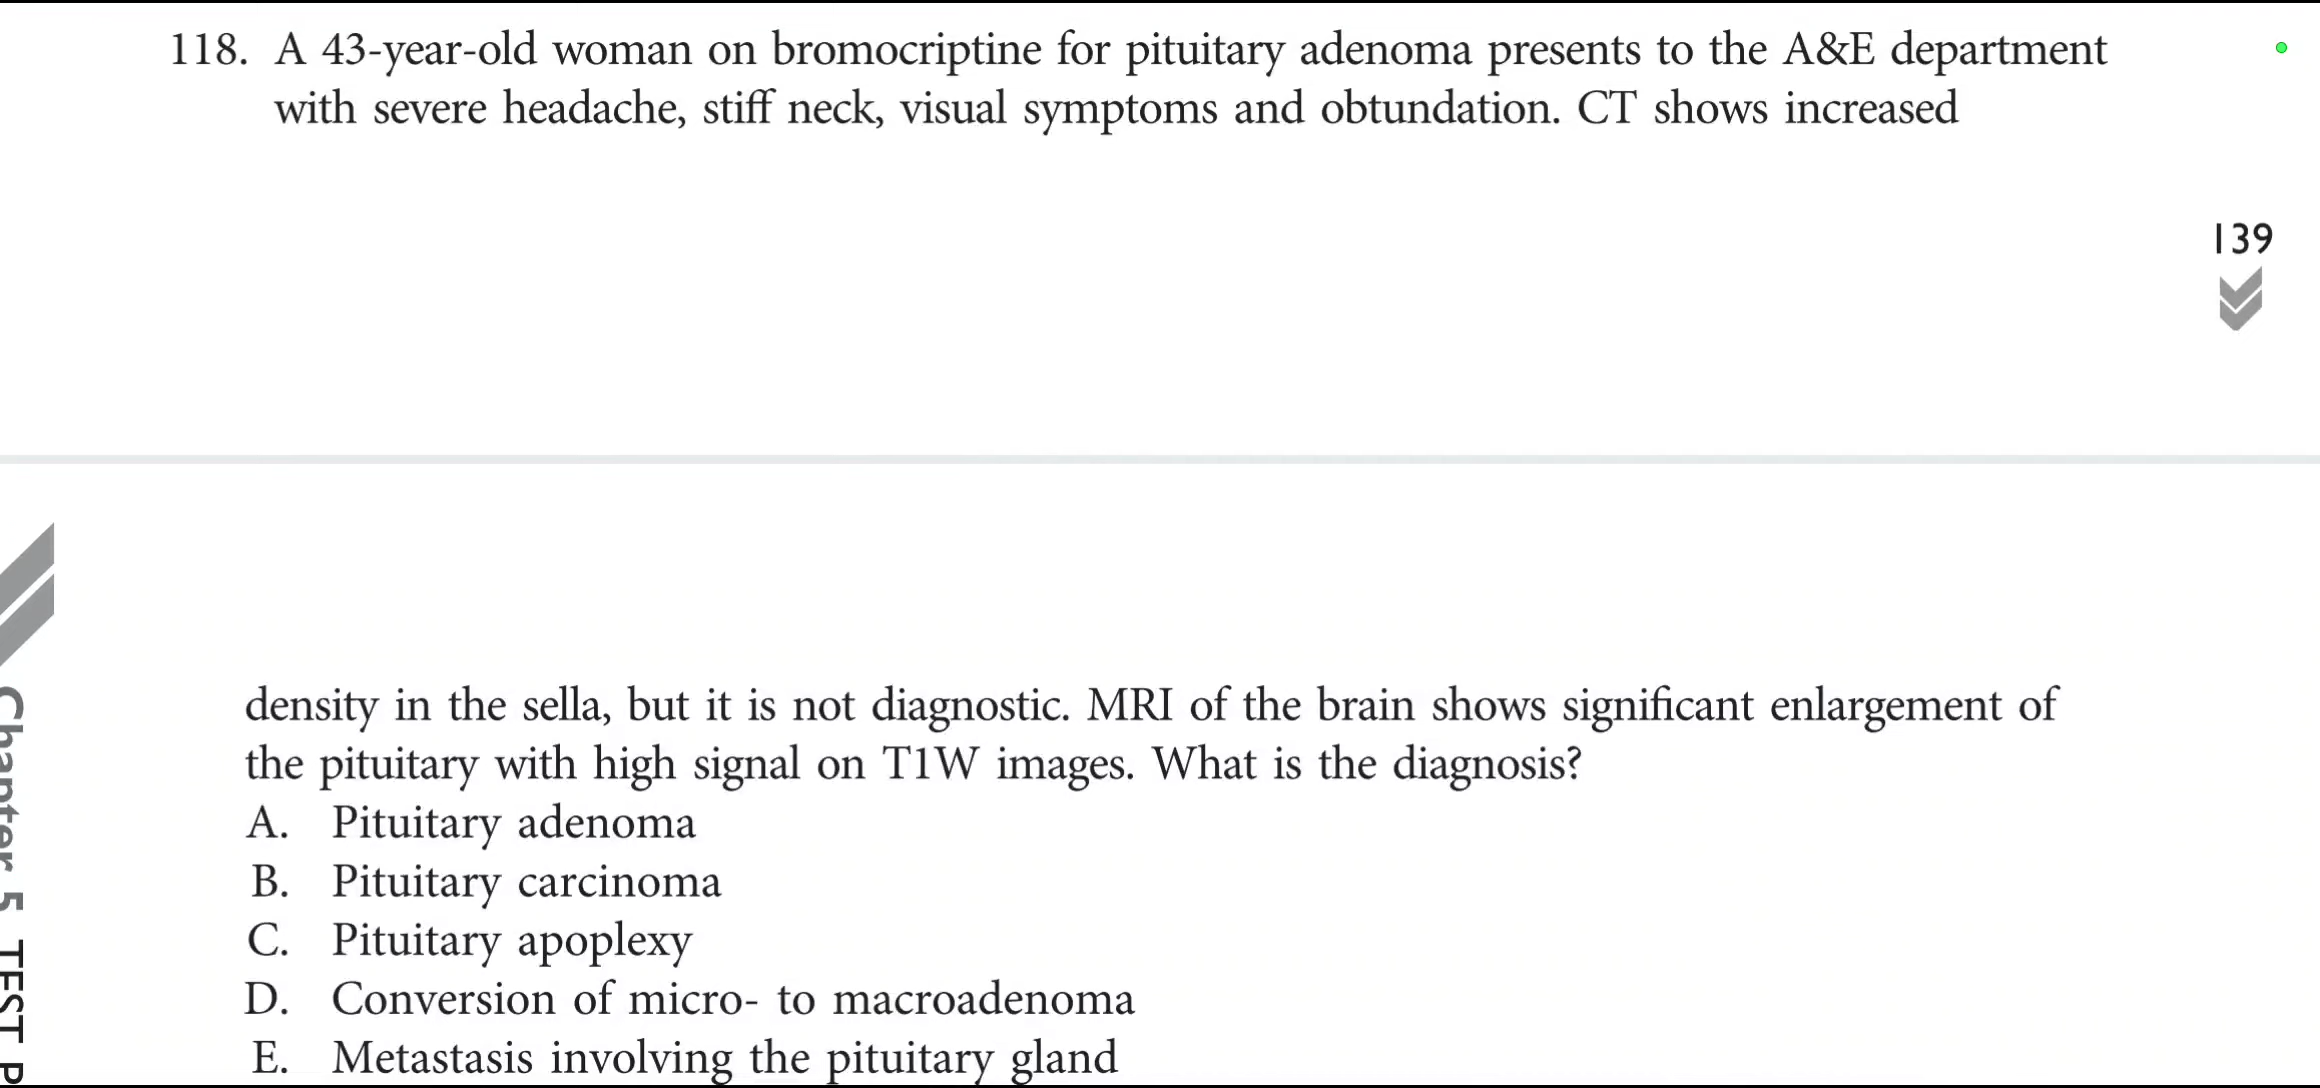 118. A 43-year-old woman on bromocriptine for pituitary adenoma presents to the A&E department
with severe headache, stiff neck, visual symptoms and obtundation. CT shows increased
139
density in the sella, but it is not diagnostic. MRI of the brain shows significant enlargement of
the pituitary with high signal on T1W images. What is the diagnosis?
A. Pituitary adenoma
B. Pituitary carcinoma
C. Pituitary apoplexy
D. Conversion of micro- to macroadenoma
E. Metastasis involving the pituitary gland
Chapter 5 TEST P